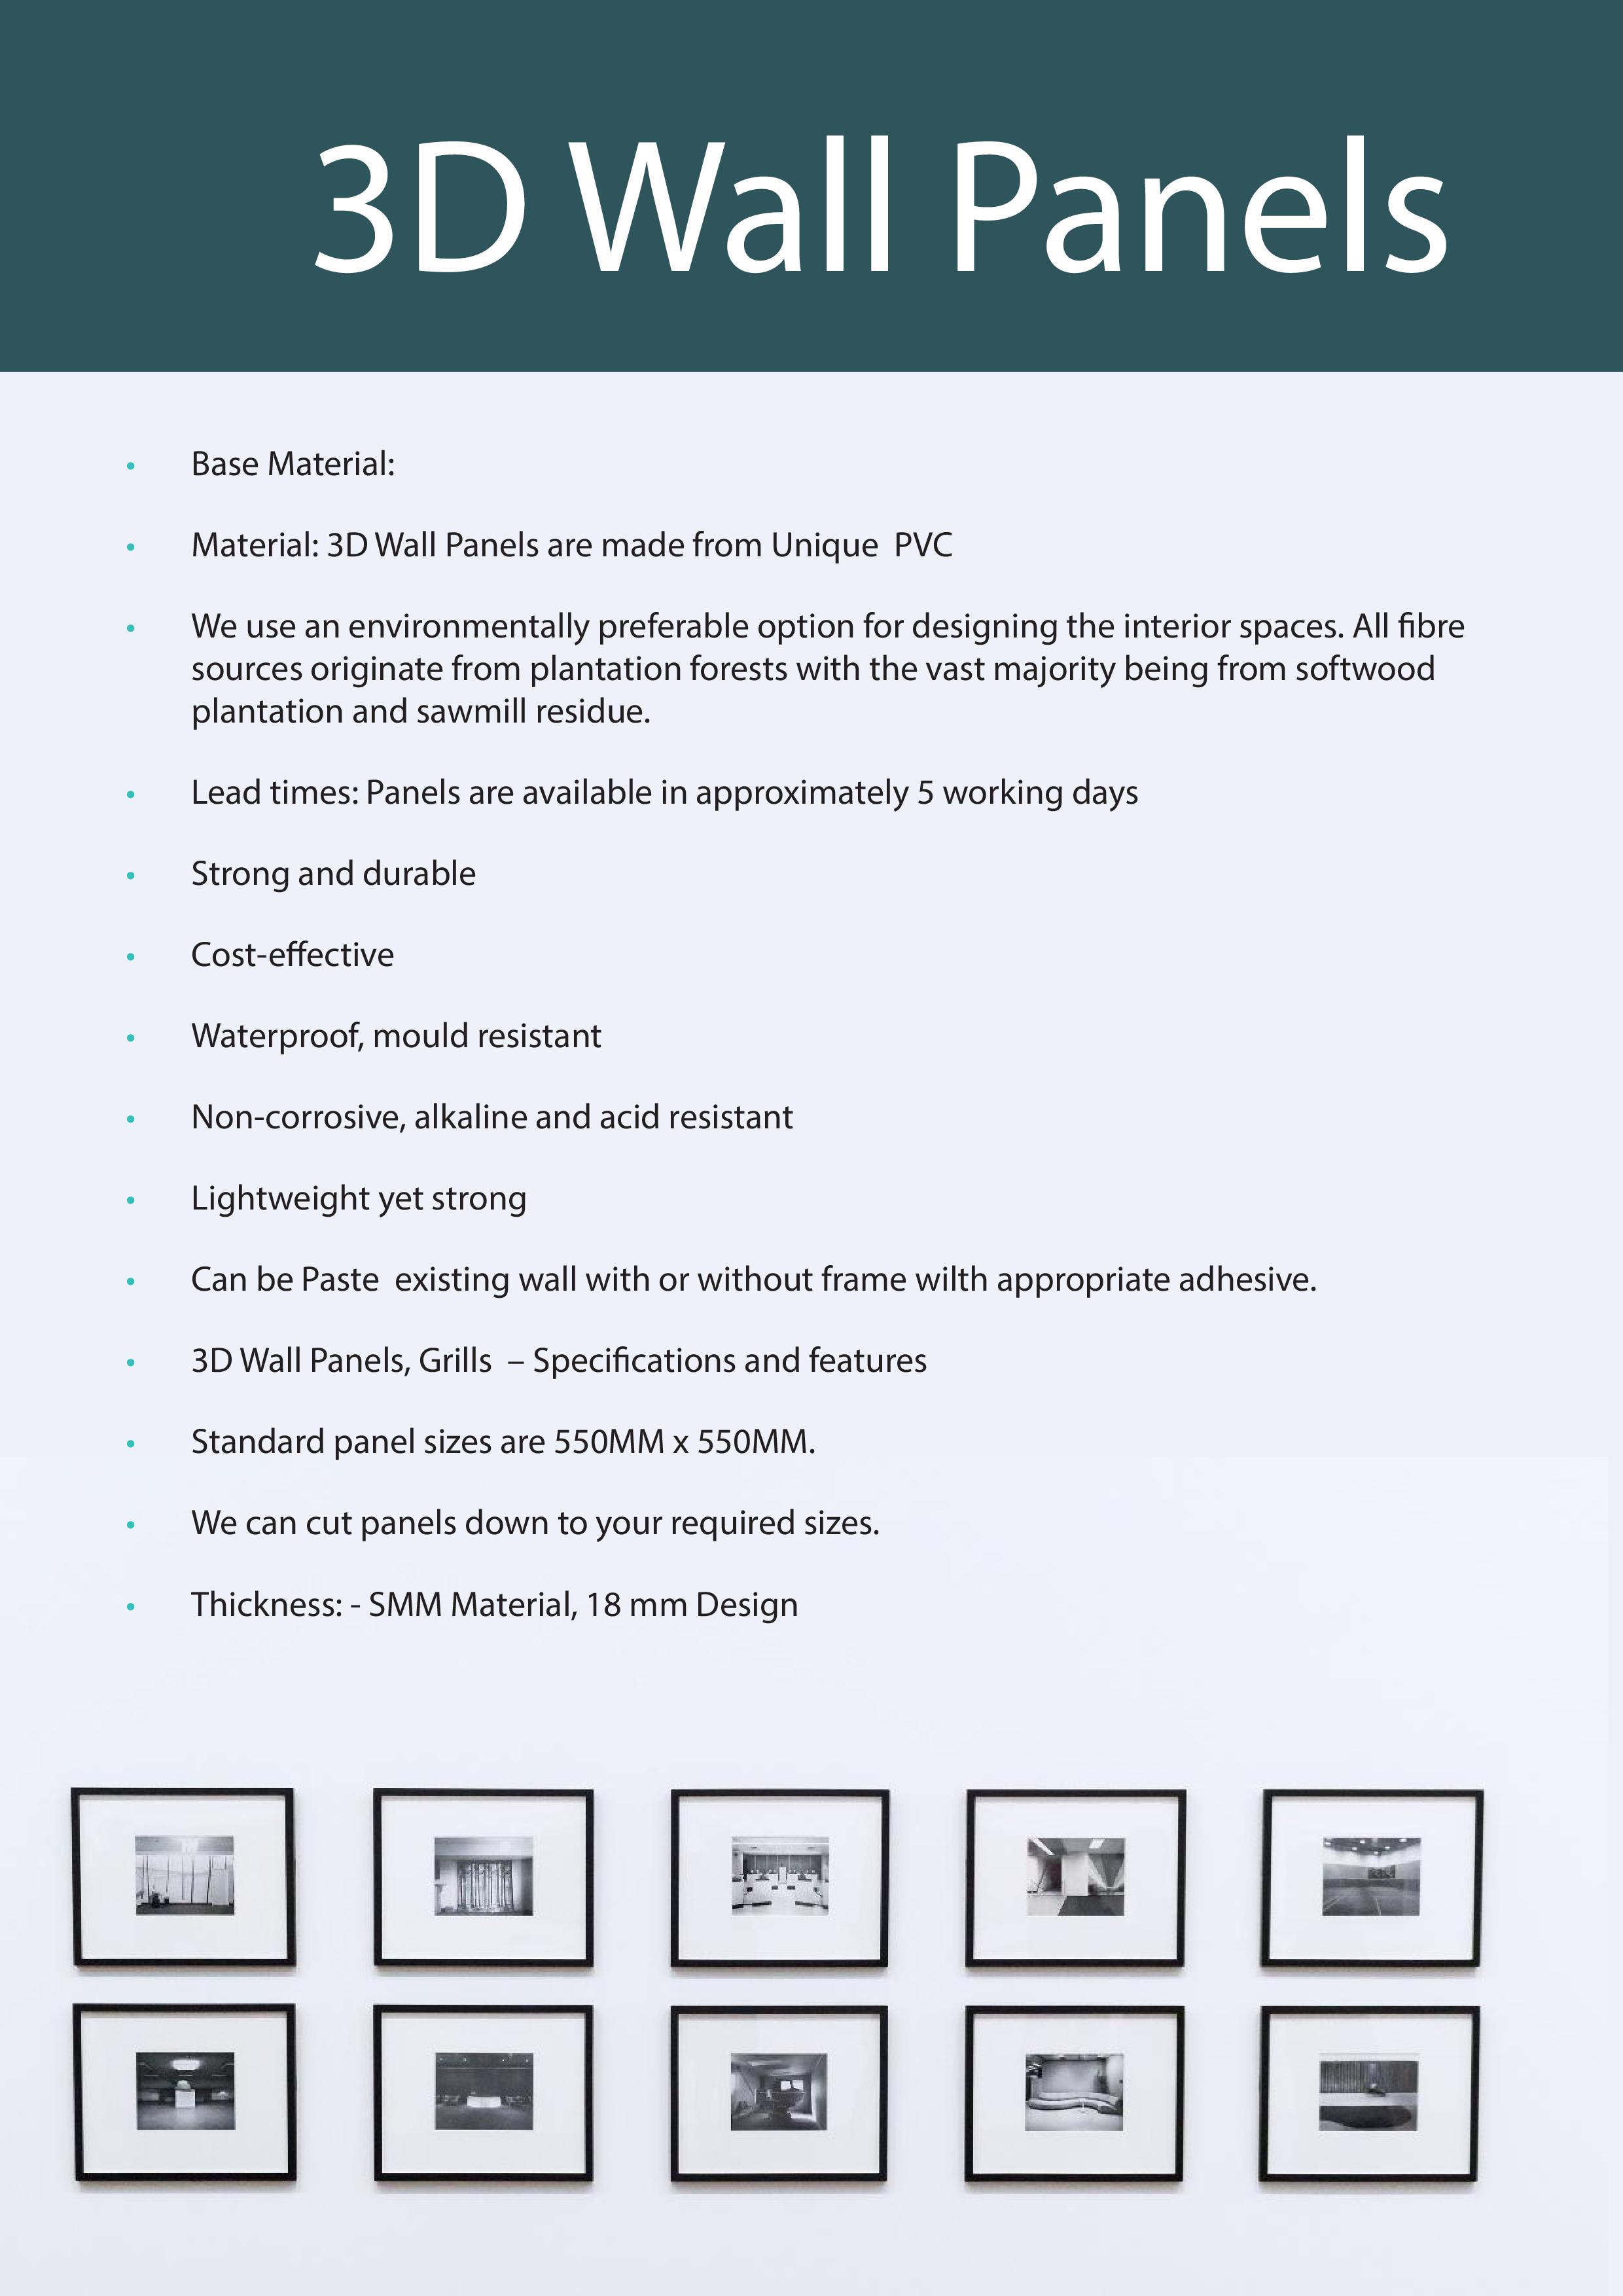 3D Wall Panels
• Base Material:
• Material: 3D Wall Panels are made from Unique  PVC
• We use an environmentally preferable option for designing the interior spaces. All fibre
sources originate from plantation forests with the vast majority being from softwood
plantation and sawmill residue.
• Lead times: Panels are available in approximately 5 working days
• Strong and durable
• Cost-effective
• Waterproof, mould resistant
• Non-corrosive, alkaline and acid resistant
• Lightweight yet strong
• Can be Paste  existing wall with or without frame wilth appropriate adhesive.
• 3D Wall Panels, Grills  – Specifications and features
• Standard panel sizes are 550MM x 550MM.
• We can cut panels down to your required sizes.
• Thickness: - SMM Material, 18 mm Design